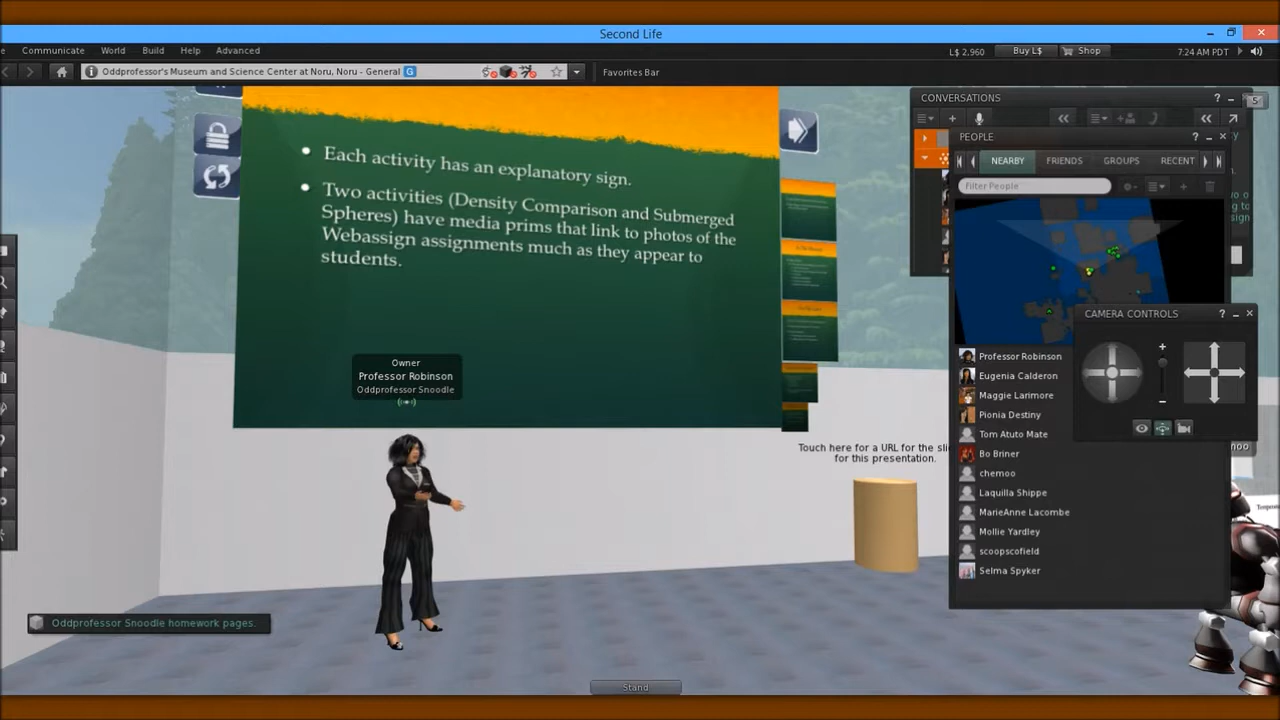 Second Life
Communicate World Build Help Advanced
L$ 2,960 Buy L$ Shop 7:24 AM PDT
Oddprofessor's Museum and Science Center at Noru, Noru - General G
Favorites Bar
CONVERSATIONS ?
5
PEOPLE ?
NEARBY FRIENDS GROUPS RECENT
Filter People
• Each activity has an explanatory sign.
• Two activities (Density Comparison and Submerged
Spheres) have media prims that link to photos of the
Webassign assignments much as they appear to
students.
CAMERA CONTROLS ?
Owner
Professor Robinson
Oddprofessor Snoodle
Professor Robinson
Eugenia Calderon
Maggie Larimore
Pionia Destiny
Tom Atuto Mate
Bo Briner
chemoo
Laquilla Shippe
MarieAnne Lacombe
Mollie Yardley
scoopscofield
Selma Spyker
Touch here for a URL for the
for this presentation.
Oddprofessor Snoodle homework pages.
Stand